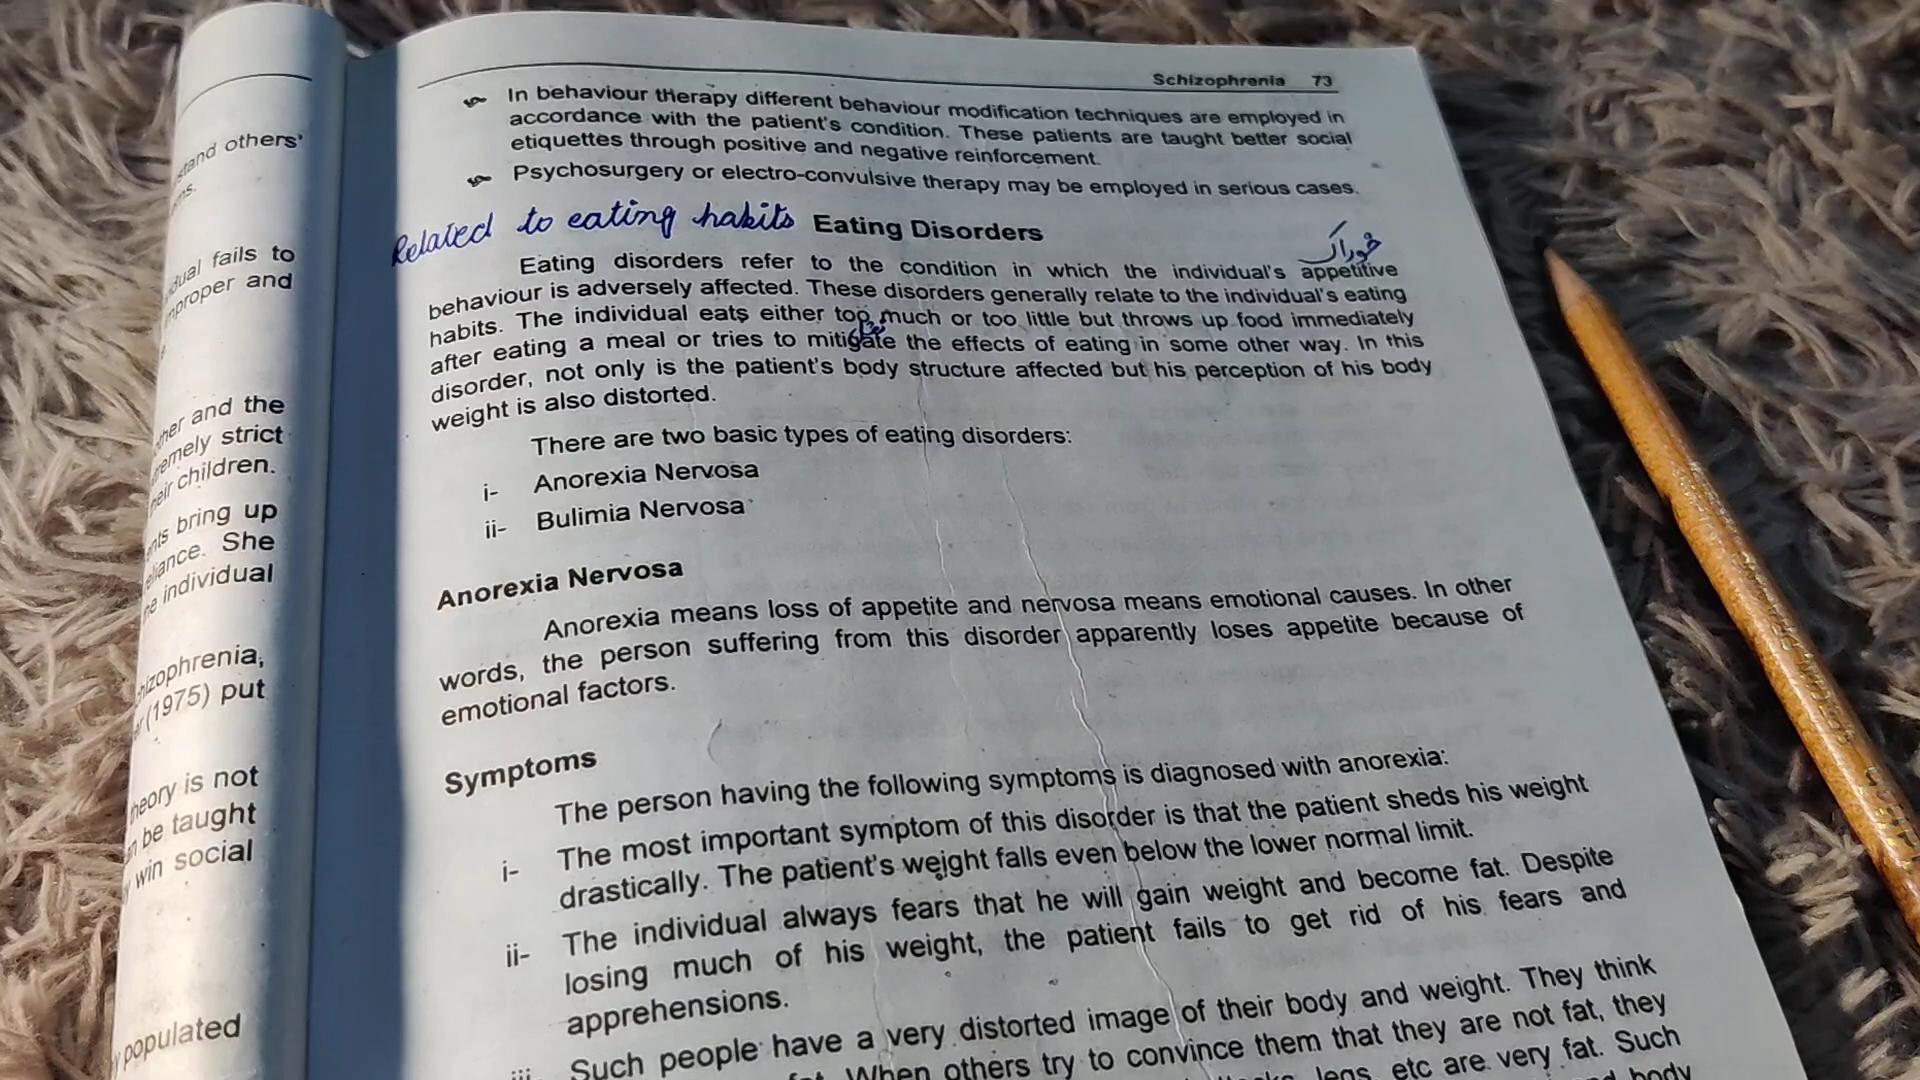 stand others'
ms.
dual fails to
improper and
her and the
remely strict
heir children.
nts bring up
eliance. She
he individual
hizophrenia,
(1975) put
heory is not
be taught
win social
populated
Schizophrenia 73
In behaviour therapy different behaviour modification techniques are employed in
accordance with the patient's condition. These patients are taught better social
etiquettes through positive and negative reinforcement.
Psychosurgery or electro-convulsive therapy may be employed in serious cases.
Related to eating habits Eating Disorders
خوراک
Eating disorders refer to the condition in which the individual's appetitive
behaviour is adversely affected. These disorders generally relate to the individual's eating
habits. The individual eats either too much or too little but throws up food immediately
after eating a meal or tries to mitigate the effects of eating in some other way. In this
disorder, not only is the patient's body structure affected but his perception of his body
weight is also distorted.
There are two basic types of eating disorders:
i- Anorexia Nervosa
ii- Bulimia Nervosa
Anorexia Nervosa
Anorexia means loss of appetite and nervosa means emotional causes. In other
words, the person suffering from this disorder apparently loses appetite because of
emotional factors.
Symptoms
The person having the following symptoms is diagnosed with anorexia:
i- The most important symptom of this disorder is that the patient sheds his weight
drastically. The patient's weight falls even below the lower normal limit.
ii- The individual always fears that he will gain weight and become fat. Despite
losing much of his weight, the patient fails to get rid of his fears and
apprehensions.
iii- Such people have a very distorted image of their body and weight. They think
When others try to convince them that they are not fat, they
legs, etc are very fat. Such
body